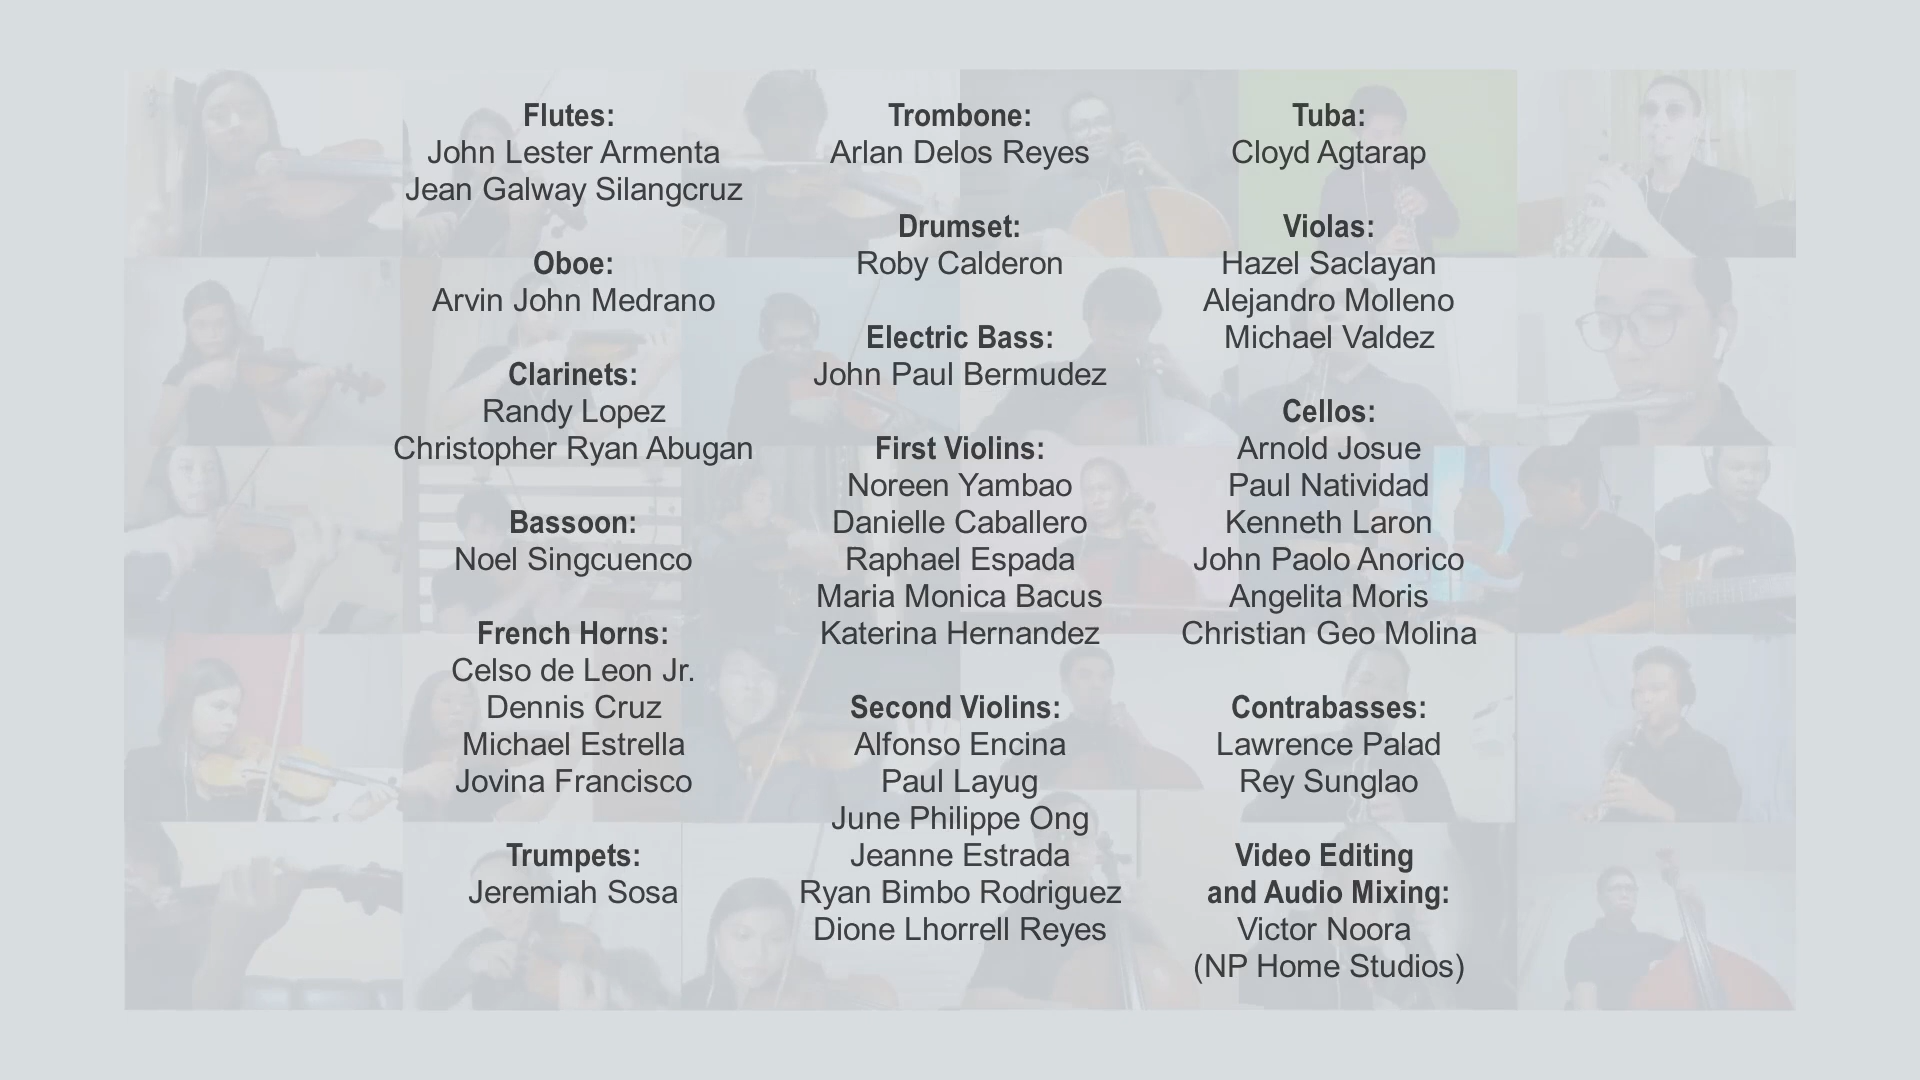 Flutes:
John Lester Armenta
Jean Galway Silangcruz
Oboe:
Arvin John Medrano
Clarinets:
Randy Lopez
Christopher Ryan Abugan
Bassoon:
Noel Singcuenco
French Horns:
Celso de Leon Jr.
Dennis Cruz
Michael Estrella
Jovina Francisco
Trumpets:
Jeremiah Sosa
Trombone:
Arlan Delos Reyes
Drumset:
Roby Calderon
Electric Bass:
John Paul Bermudez
First Violins:
Noreen Yambao
Danielle Caballero
Raphael Espada
Maria Monica Bacus
Katerina Hernandez
Second Violins:
Alfonso Encina
Paul Layug
June Philippe Ong
Jeanne Estrada
Ryan Bimbo Rodriguez
Dione Lhorrell Reyes
Tuba:
Cloyd Agtarap
Violas:
Hazel Saclayan
Alejandro Molleno
Michael Valdez
Cellos:
Arnold Josue
Paul Natividad
Kenneth Laron
John Paolo Anorico
Angelita Moris
Christian Geo Molina
Contrabasses:
Lawrence Palad
Rey Sunglao
Video Editing
and Audio Mixing:
Victor Noora
(NP Home Studios)